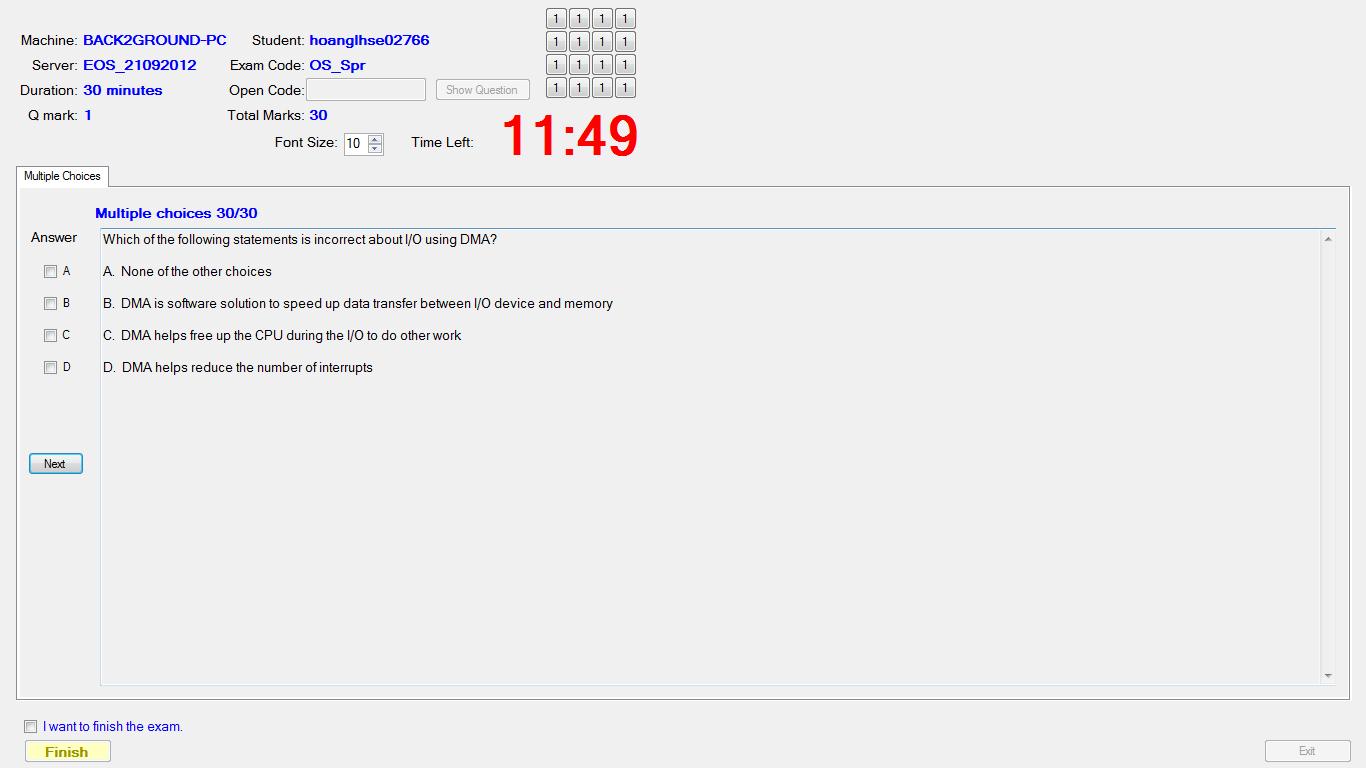 Machine: BACK2GROUND-PC Student: hoanglhse02766
Server: EOS_21092012 Exam Code: OS_Spr
Duration: 30 minutes Open Code: Show Question
Q mark: 1 Total Marks: 30
Font Size: 10 Time Left: 11:49
1 1 1 1
1 1 1 1
1 1 1 1
1 1 1 1
Multiple Choices
Multiple choices 30/30
Answer
Which of the following statements is incorrect about I/O using DMA?
A A. None of the other choices
B B. DMA is software solution to speed up data transfer between I/O device and memory
C C. DMA helps free up the CPU during the I/O to do other work
D D. DMA helps reduce the number of interrupts
Next
I want to finish the exam.
Finish Exit